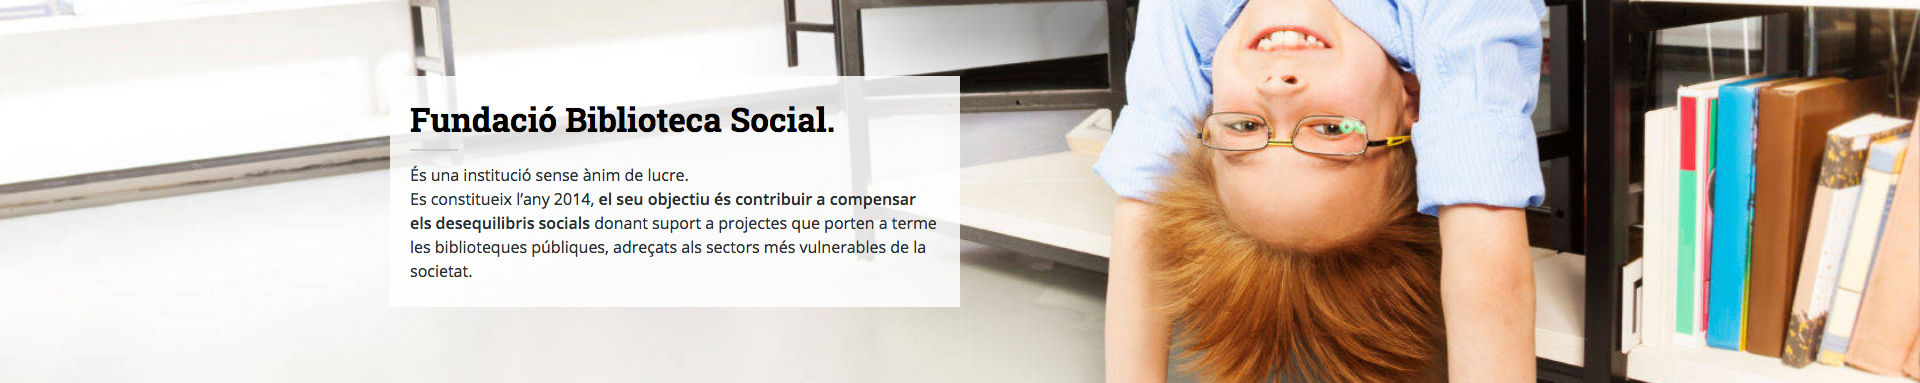 Fundació Biblioteca Social.
És una institució sense ànim de lucre.
Es constitueix l’any 2014, el seu objectiu és contribuir a compensar
els desequilibris socials donant suport a projectes que porten a terme
les biblioteques públiques, adreçats als sectors més vulnerables de la
societat.